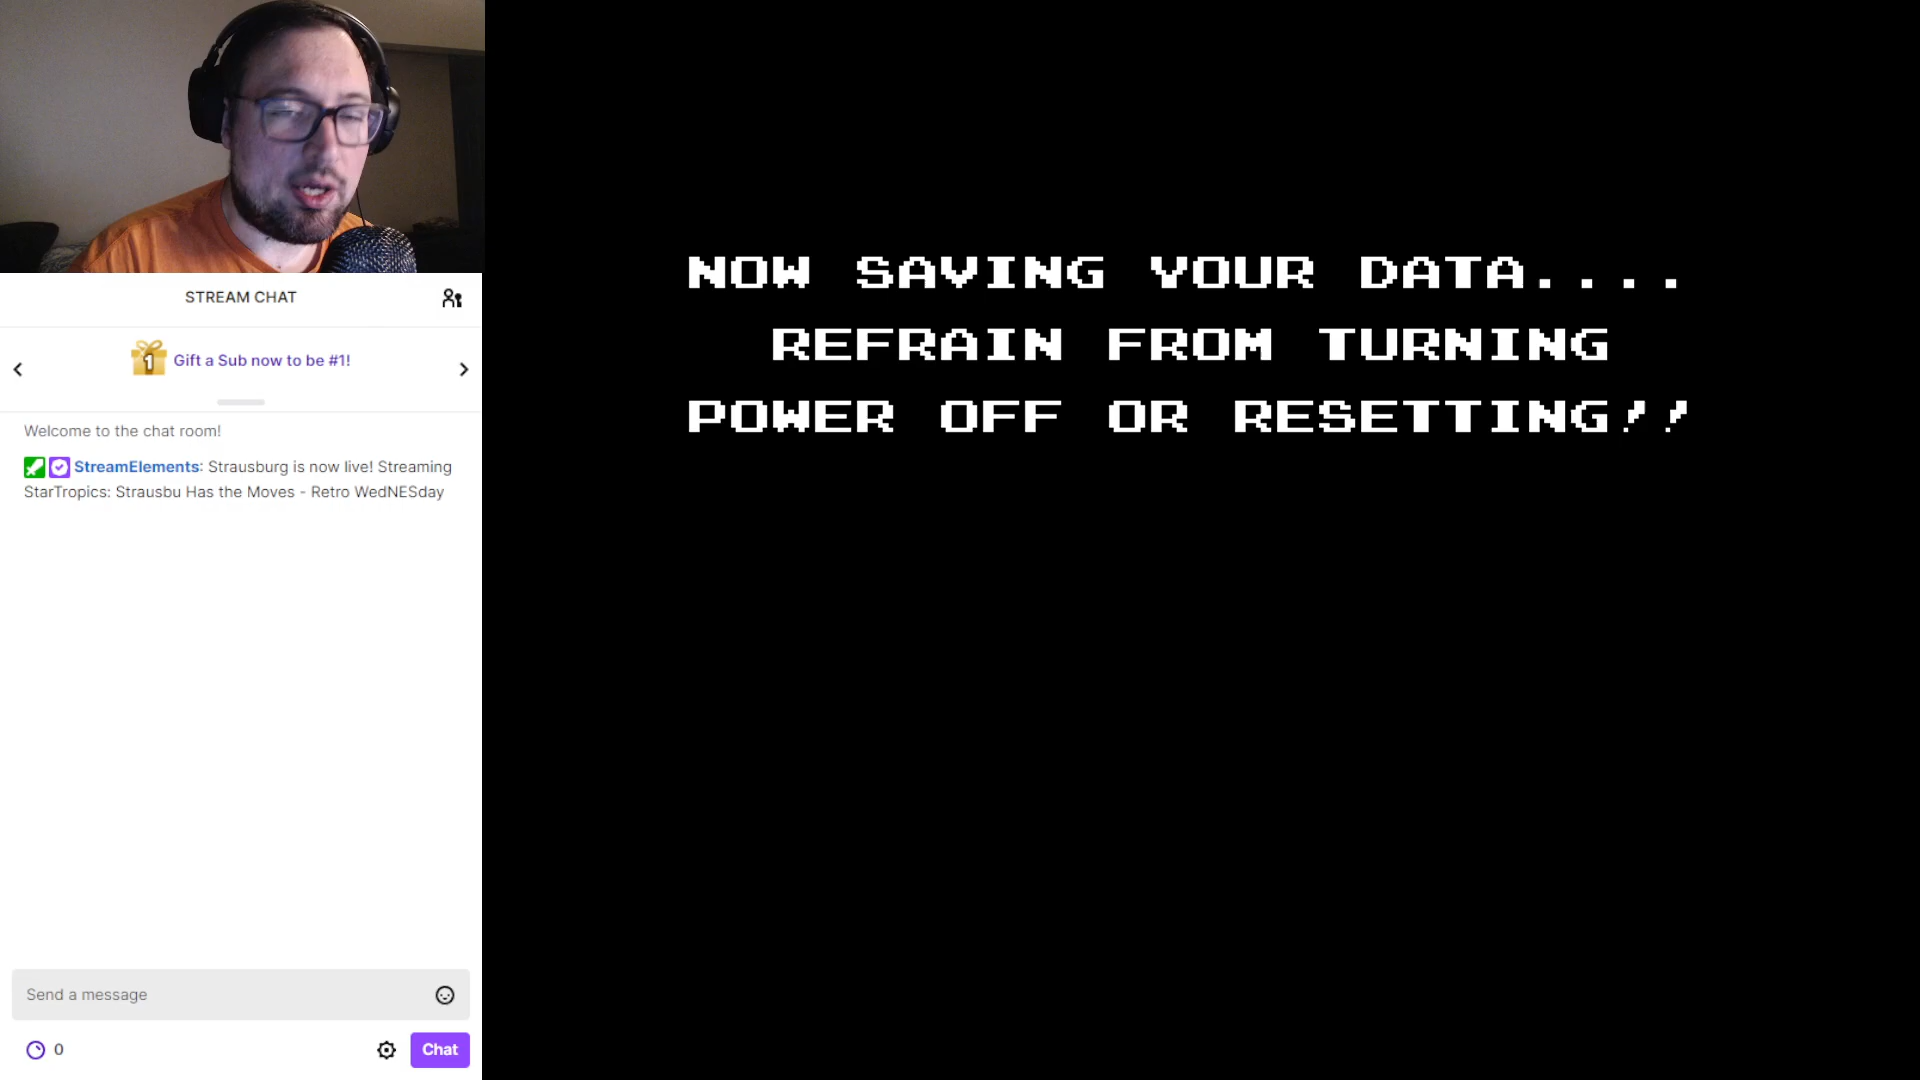 STREAM CHAT
1
Gift a Sub now to be #1!
Welcome to the chat room!
StreamElements: Strausburg is now live! Streaming
StarTropics: Strausbu Has the Moves - Retro WedNESday
Send a message
0
Chat
NOW SAVING YOUR DATA....
REFRAIN FROM TURNING
POWER OFF OR RESETTING!!